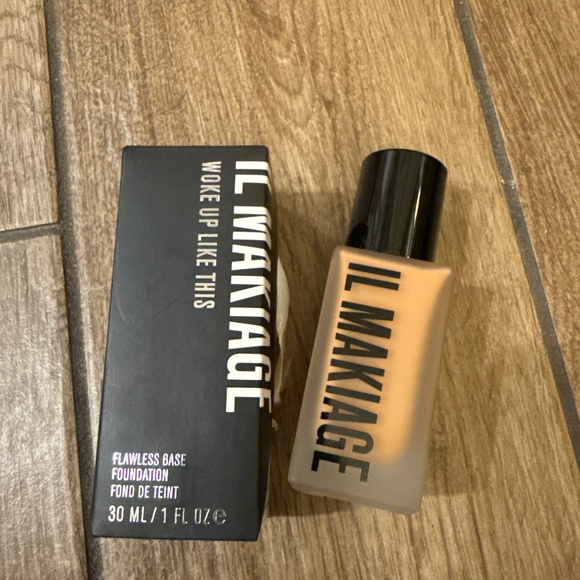 IL MAKIAGE
WOKE UP LIKE THIS
FLAWLESS BASE
FOUNDATION
FOND DE TEINT
30 ML / 1 FL OZ ℮
IL MAKIAGE